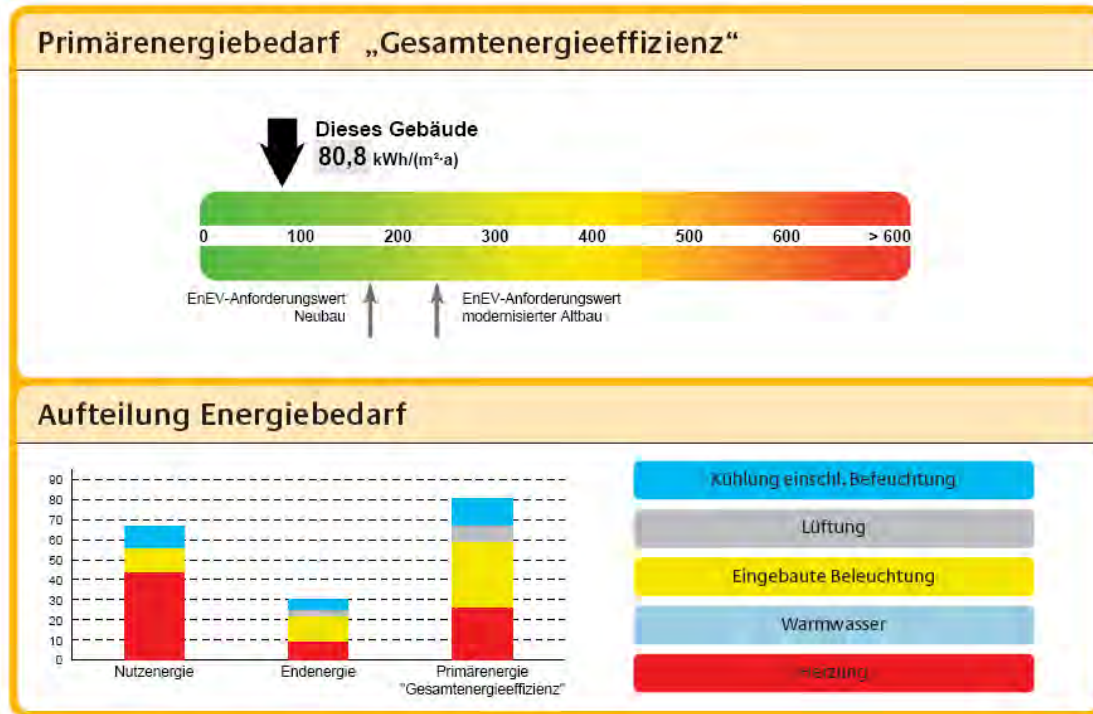 Primärenergiebedarf „Gesamtenergieeffizienz“
Dieses Gebäude
80,8 kWh/(m²·a)
0 100 200 300 400 500 600 > 600
EnEV-Anforderungswert
Neubau
EnEV-Anforderungswert
modernisierter Altbau
Aufteilung Energiebedarf
90
80
70
60
50
40
30
20
10
0
Nutzenergie
Endenergie
Primärenergie
"Gesamtenergieeffizienz"
Kühlung einschl. Befeuchtung
Lüftung
Eingebaute Beleuchtung
Warmwasser
Heizung